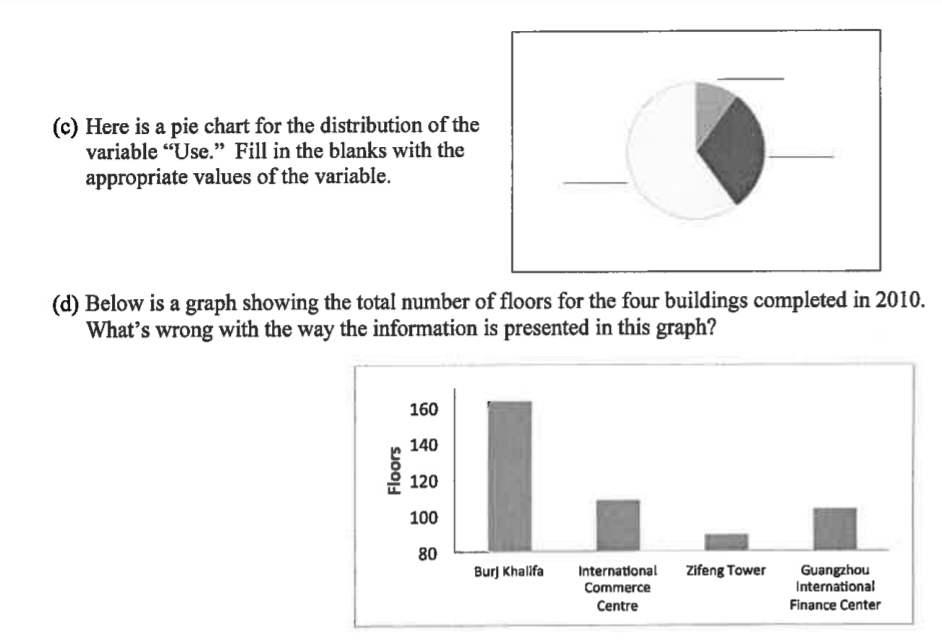 (c) Here is a pie chart for the distribution of the
variable “Use.” Fill in the blanks with the
appropriate values of the variable.
(d) Below is a graph showing the total number of floors for the four buildings completed in 2010.
What’s wrong with the way the information is presented in this graph?
Floors
160
140
120
100
80
Burj Khalifa
International
Commerce
Centre
Zifeng Tower
Guangzhou
International
Finance Center